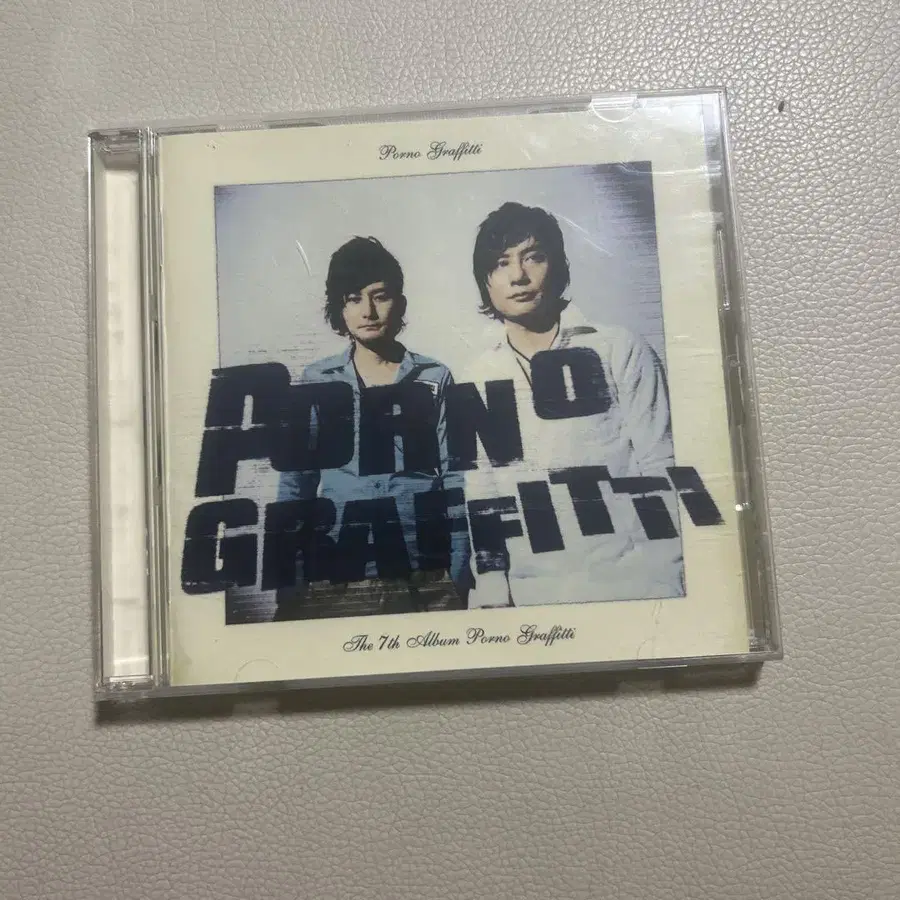 Porno Graffitti
PORNO
GRAFFITTI
The 7th Album Porno Graffitti